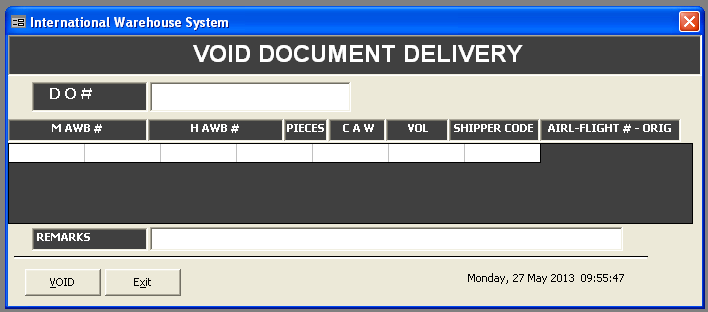 International Warehouse System
VOID DOCUMENT DELIVERY
D O #
M AWB # H AWB # PIECES C A W VOL SHIPPER CODE AIRL-FLIGHT # - ORIG
REMARKS
VOID Exit Monday, 27 May 2013 09:55:47